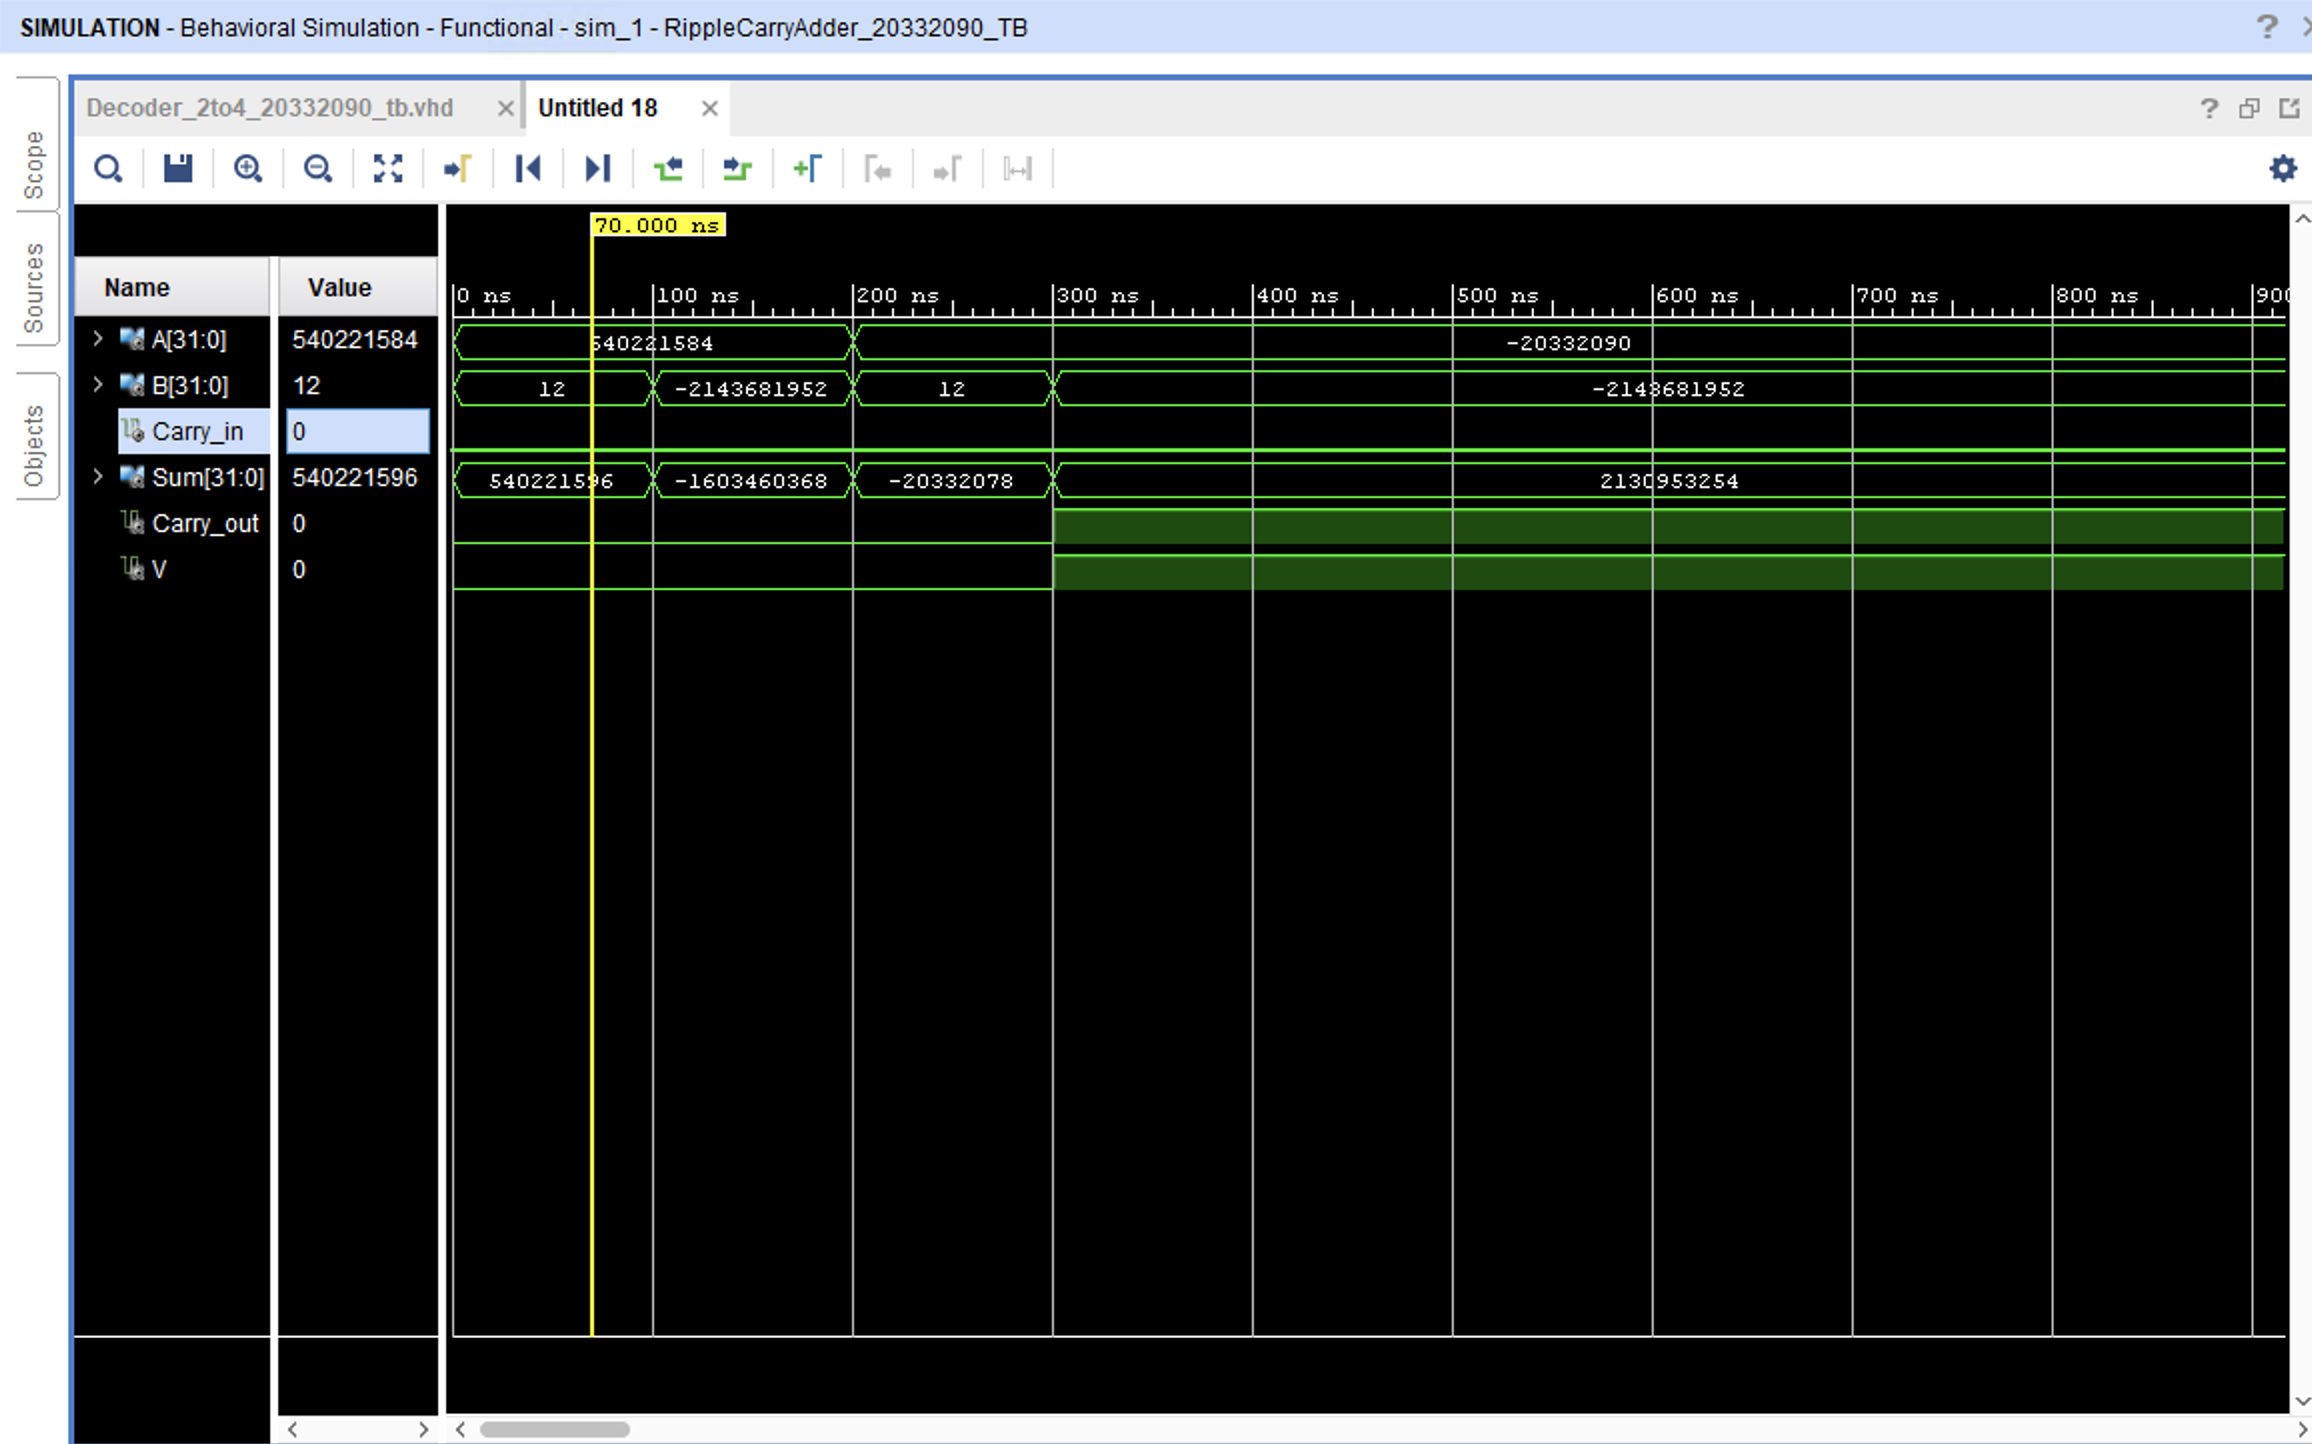 SIMULATION - Behavioral Simulation - Functional - sim_1 - RippleCarryAdder_20332090_TB
?
Scope
Sources
Objects
Decoder_2to4_20332090_tb.vhd
Untitled 18
?
70.000 ns
Name Value
0 ns 100 ns 200 ns 300 ns 400 ns 500 ns 600 ns 700 ns 800 ns 900
A[31:0] 540221584 540221584 -20332090
B[31:0] 12 12 -2143681952 12 -2143681952
Carry_in 0
Sum[31:0] 540221596 540221596 -1603460368 -20332078 2130953254
Carry_out 0
V 0